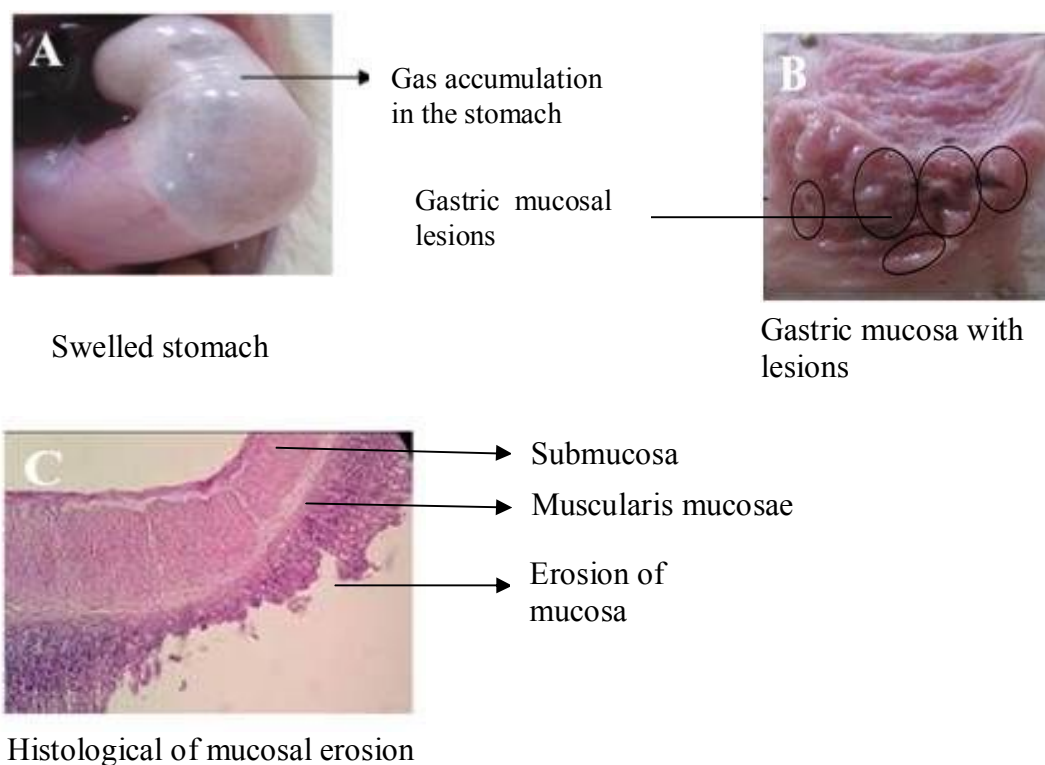 A
Gas accumulation
in the stomach
B
Gastric mucosal
lesions
Swelled stomach
Gastric mucosa with
lesions
C
Submucosa
Muscularis mucosae
Erosion of
mucosa
Histological of mucosal erosion